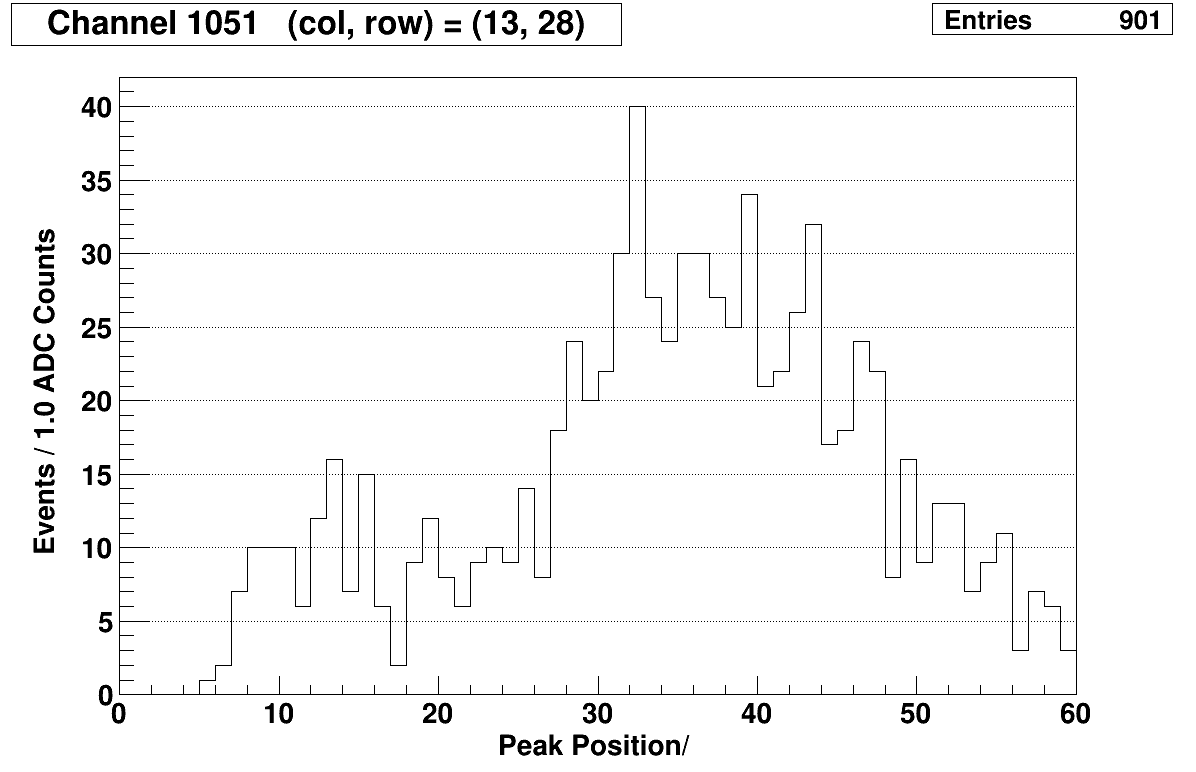 Channel 1051 (col, row) = (13, 28)
Entries 901
40
35
30
25
20
15
10
5
0
Events / 1.0 ADC Counts
0 10 20 30 40 50 60
Peak Position/